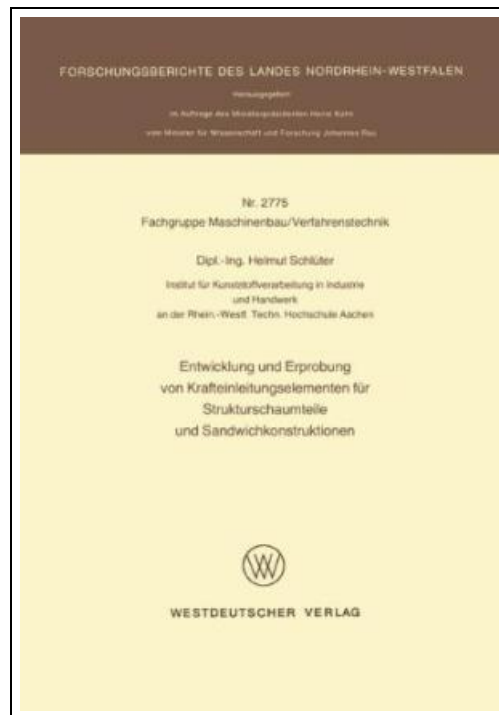 FORSCHUNGSBERICHTE DES LANDES NORDRHEIN-WESTFALEN
Herausgegeben
im Auftrage des Ministerpräsidenten Heinz Kühn
vom Minister für Wissenschaft und Forschung Johannes Rau
Nr. 2775
Fachgruppe Maschinenbau/Verfahrenstechnik
Dipl.-Ing. Helmut Schlüter
Institut für Kunststoffverarbeitung in Industrie
und Handwerk
an der Rhein.-Westf. Techn. Hochschule Aachen
Entwicklung und Erprobung
von Krafteinleitungselementen für
Strukturschaumteile
und Sandwichkonstruktionen
WESTDEUTSCHER VERLAG